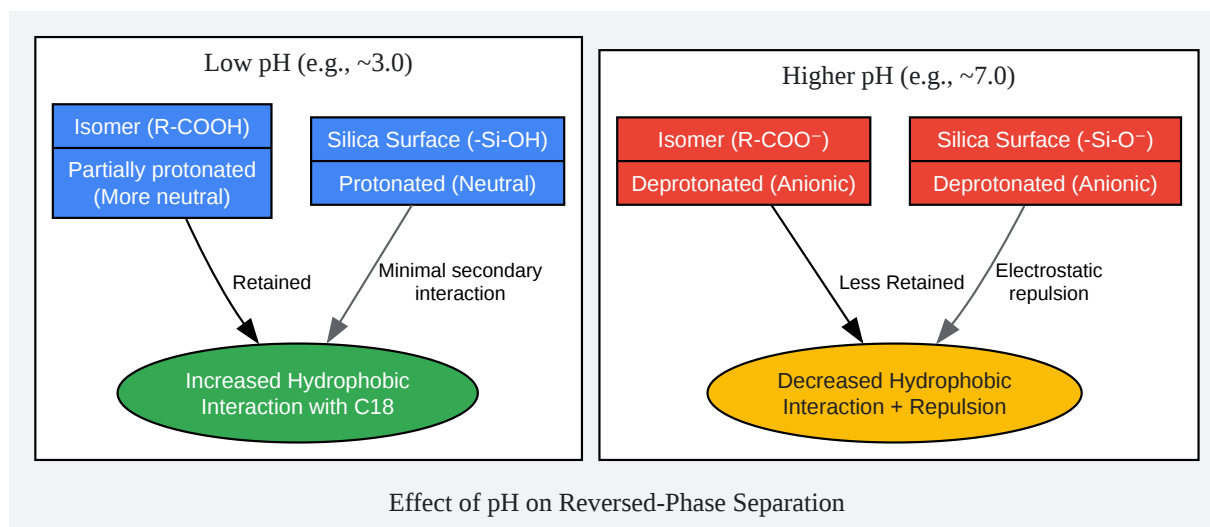 Low pH (e.g., ~3.0)
Isomer (R-COOH)
Partially protonated
(More neutral)
Silica Surface (-Si-OH)
Protonated (Neutral)
Retained
Minimal secondary
interaction
Increased Hydrophobic
Interaction with C18
Higher pH (e.g., ~7.0)
Isomer (R-COO⁻)
Deprotonated (Anionic)
Silica Surface (-Si-O⁻)
Deprotonated (Anionic)
Less Retained
Electrostatic
repulsion
Decreased Hydrophobic
Interaction + Repulsion
Effect of pH on Reversed-Phase Separation